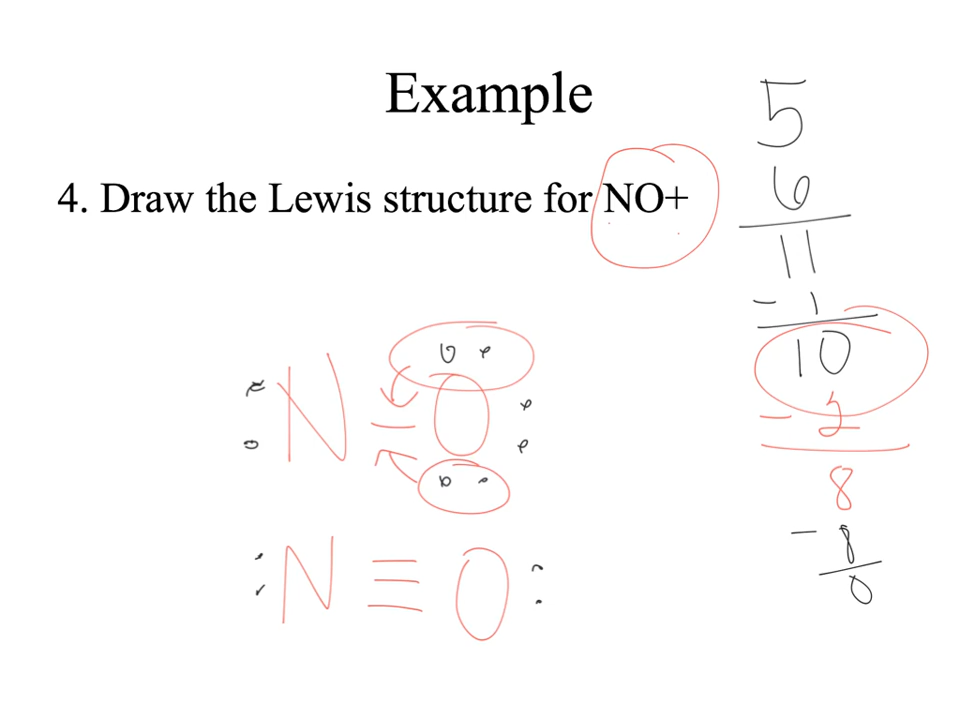 Example
4. Draw the Lewis structure for NO+
5
6
11
- 1
10
- 2
8
- 8
0
N = O
: N ≡ O :